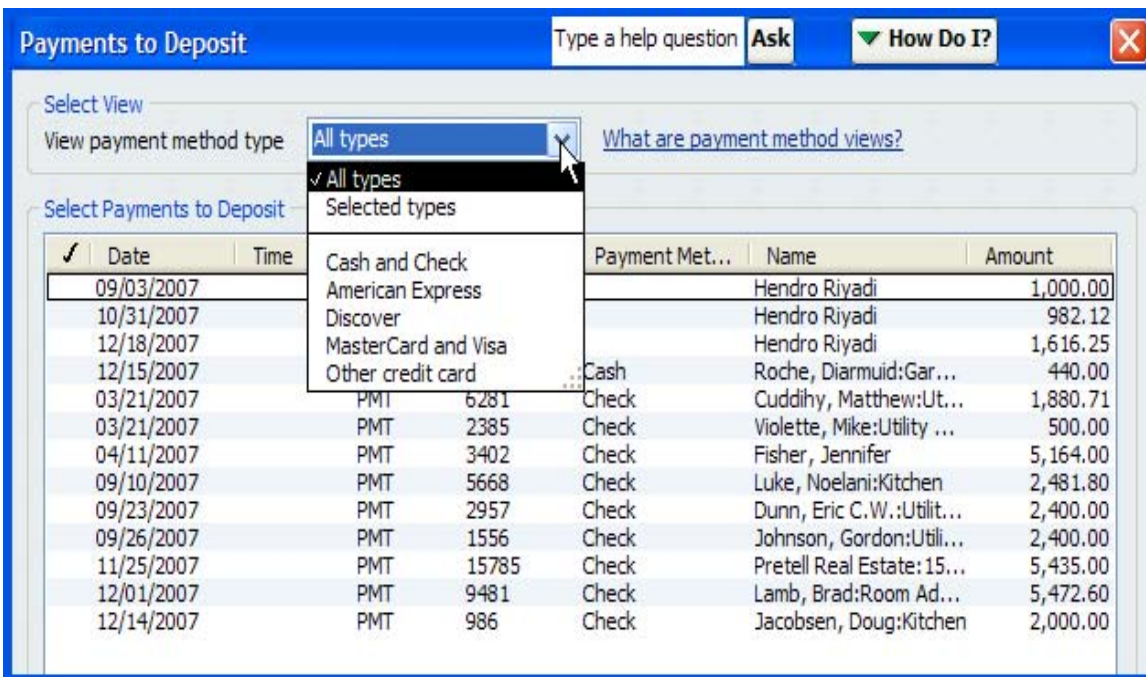 Payments to Deposit Type a help question Ask How Do I?
Select View
View payment method type All types What are payment method views?
✓ All types
Selected types
Cash and Check
American Express
Discover
MasterCard and Visa
Other credit card
Select Payments to Deposit
✓ Date Time Payment Met... Name Amount
09/03/2007 Hendro Riyadi 1,000.00
10/31/2007 Hendro Riyadi 982.12
12/18/2007 Hendro Riyadi 1,616.25
12/15/2007 Cash Roche, Diarmuid:Gar... 440.00
03/21/2007 PMT 6281 Check Cuddihy, Matthew:Ut... 1,880.71
03/21/2007 PMT 2385 Check Violette, Mike:Utility ... 500.00
04/11/2007 PMT 3402 Check Fisher, Jennifer 5,164.00
09/10/2007 PMT 5668 Check Luke, Noelani:Kitchen 2,481.80
09/23/2007 PMT 2957 Check Dunn, Eric C.W.:Utilit... 2,400.00
09/26/2007 PMT 1556 Check Johnson, Gordon:Utili... 2,400.00
11/25/2007 PMT 15785 Check Pretell Real Estate:15... 5,435.00
12/01/2007 PMT 9481 Check Lamb, Brad:Room Ad... 5,472.60
12/14/2007 PMT 986 Check Jacobsen, Doug:Kitchen 2,000.00